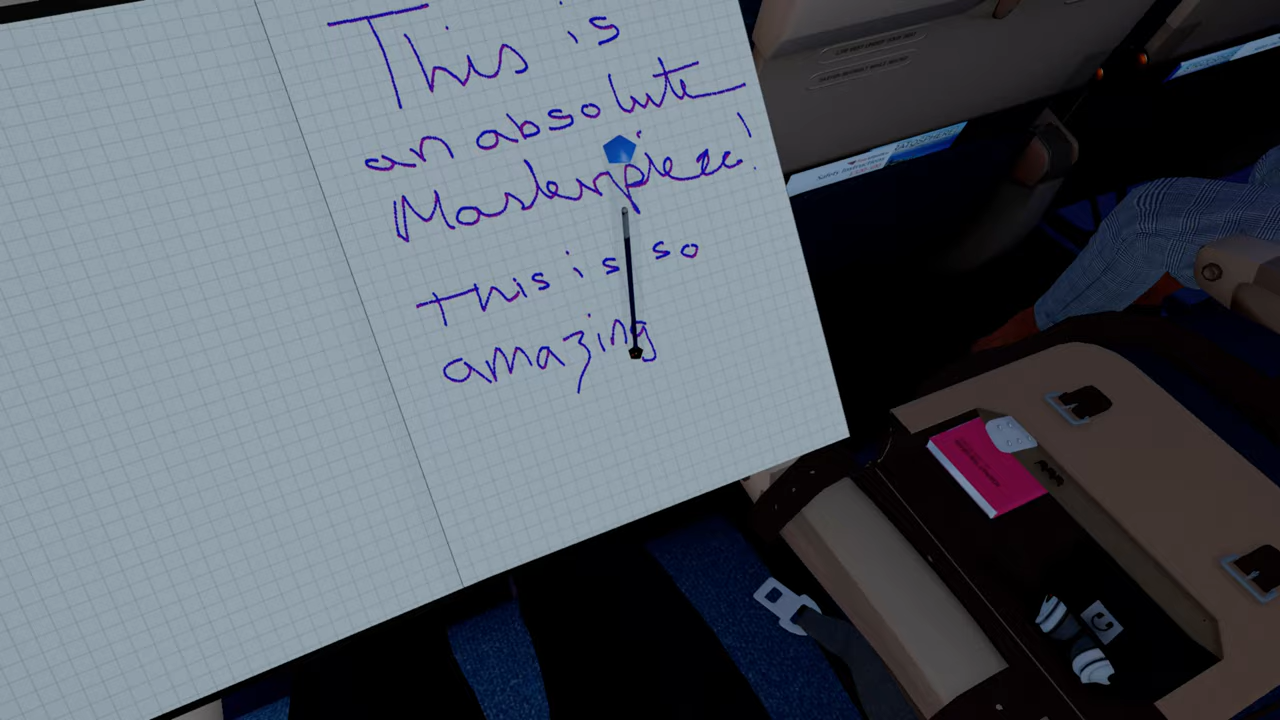 This is
an absolute
Masterpiece!
This is so
amazing